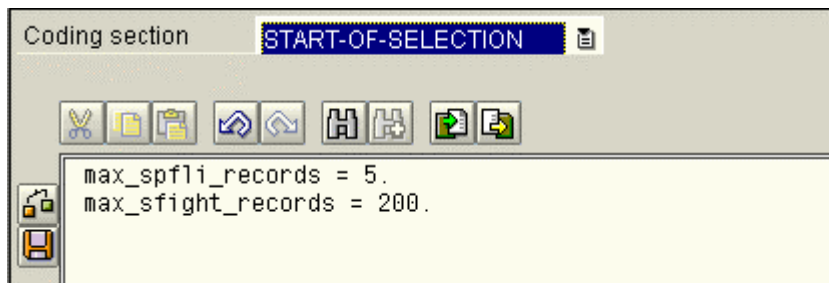 Coding section START-OF-SELECTION
max_spfli_records = 5.
max_sfight_records = 200.